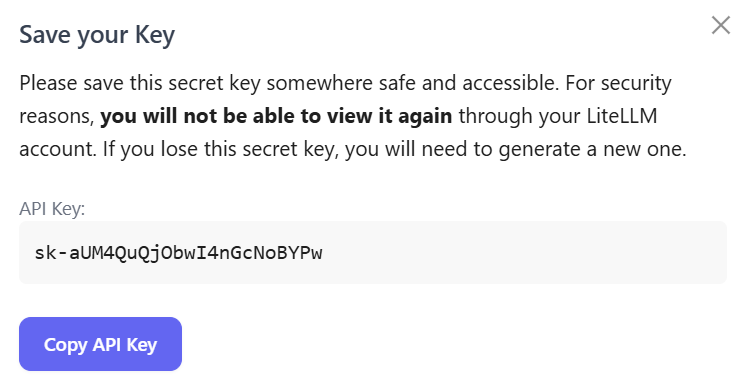 Save your Key
Please save this secret key somewhere safe and accessible. For security
reasons, you will not be able to view it again through your LiteLLM
account. If you lose this secret key, you will need to generate a new one.
API Key:
sk-aUM4QuQjObwI4nGcNoBYPw
Copy API Key